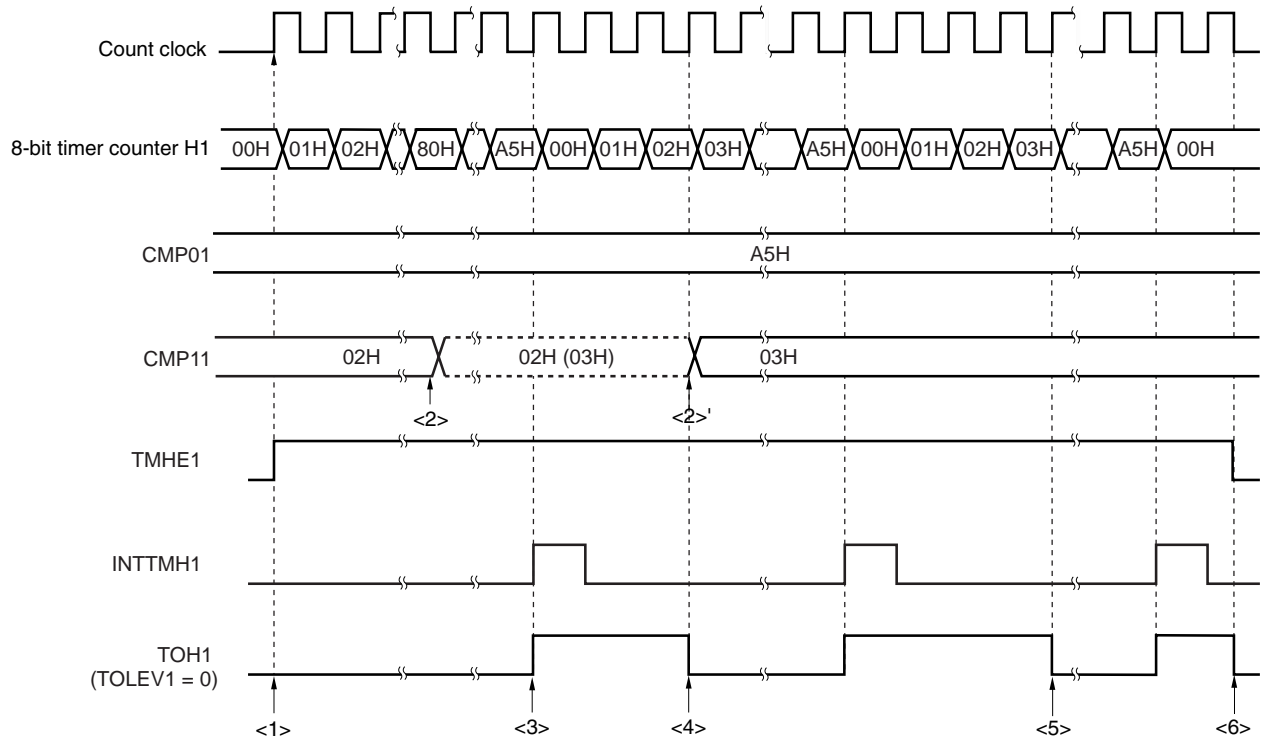 Count clock
8-bit timer counter H1 00H 01H 02H 80H A5H 00H 01H 02H 03H A5H 00H 01H 02H 03H A5H 00H
CMP01 A5H
CMP11 02H 02H (03H) 03H
<2> <2>'
TMHE1
INTTMH1
TOH1
(TOLEV1 = 0)
<1> <3> <4> <5> <6>